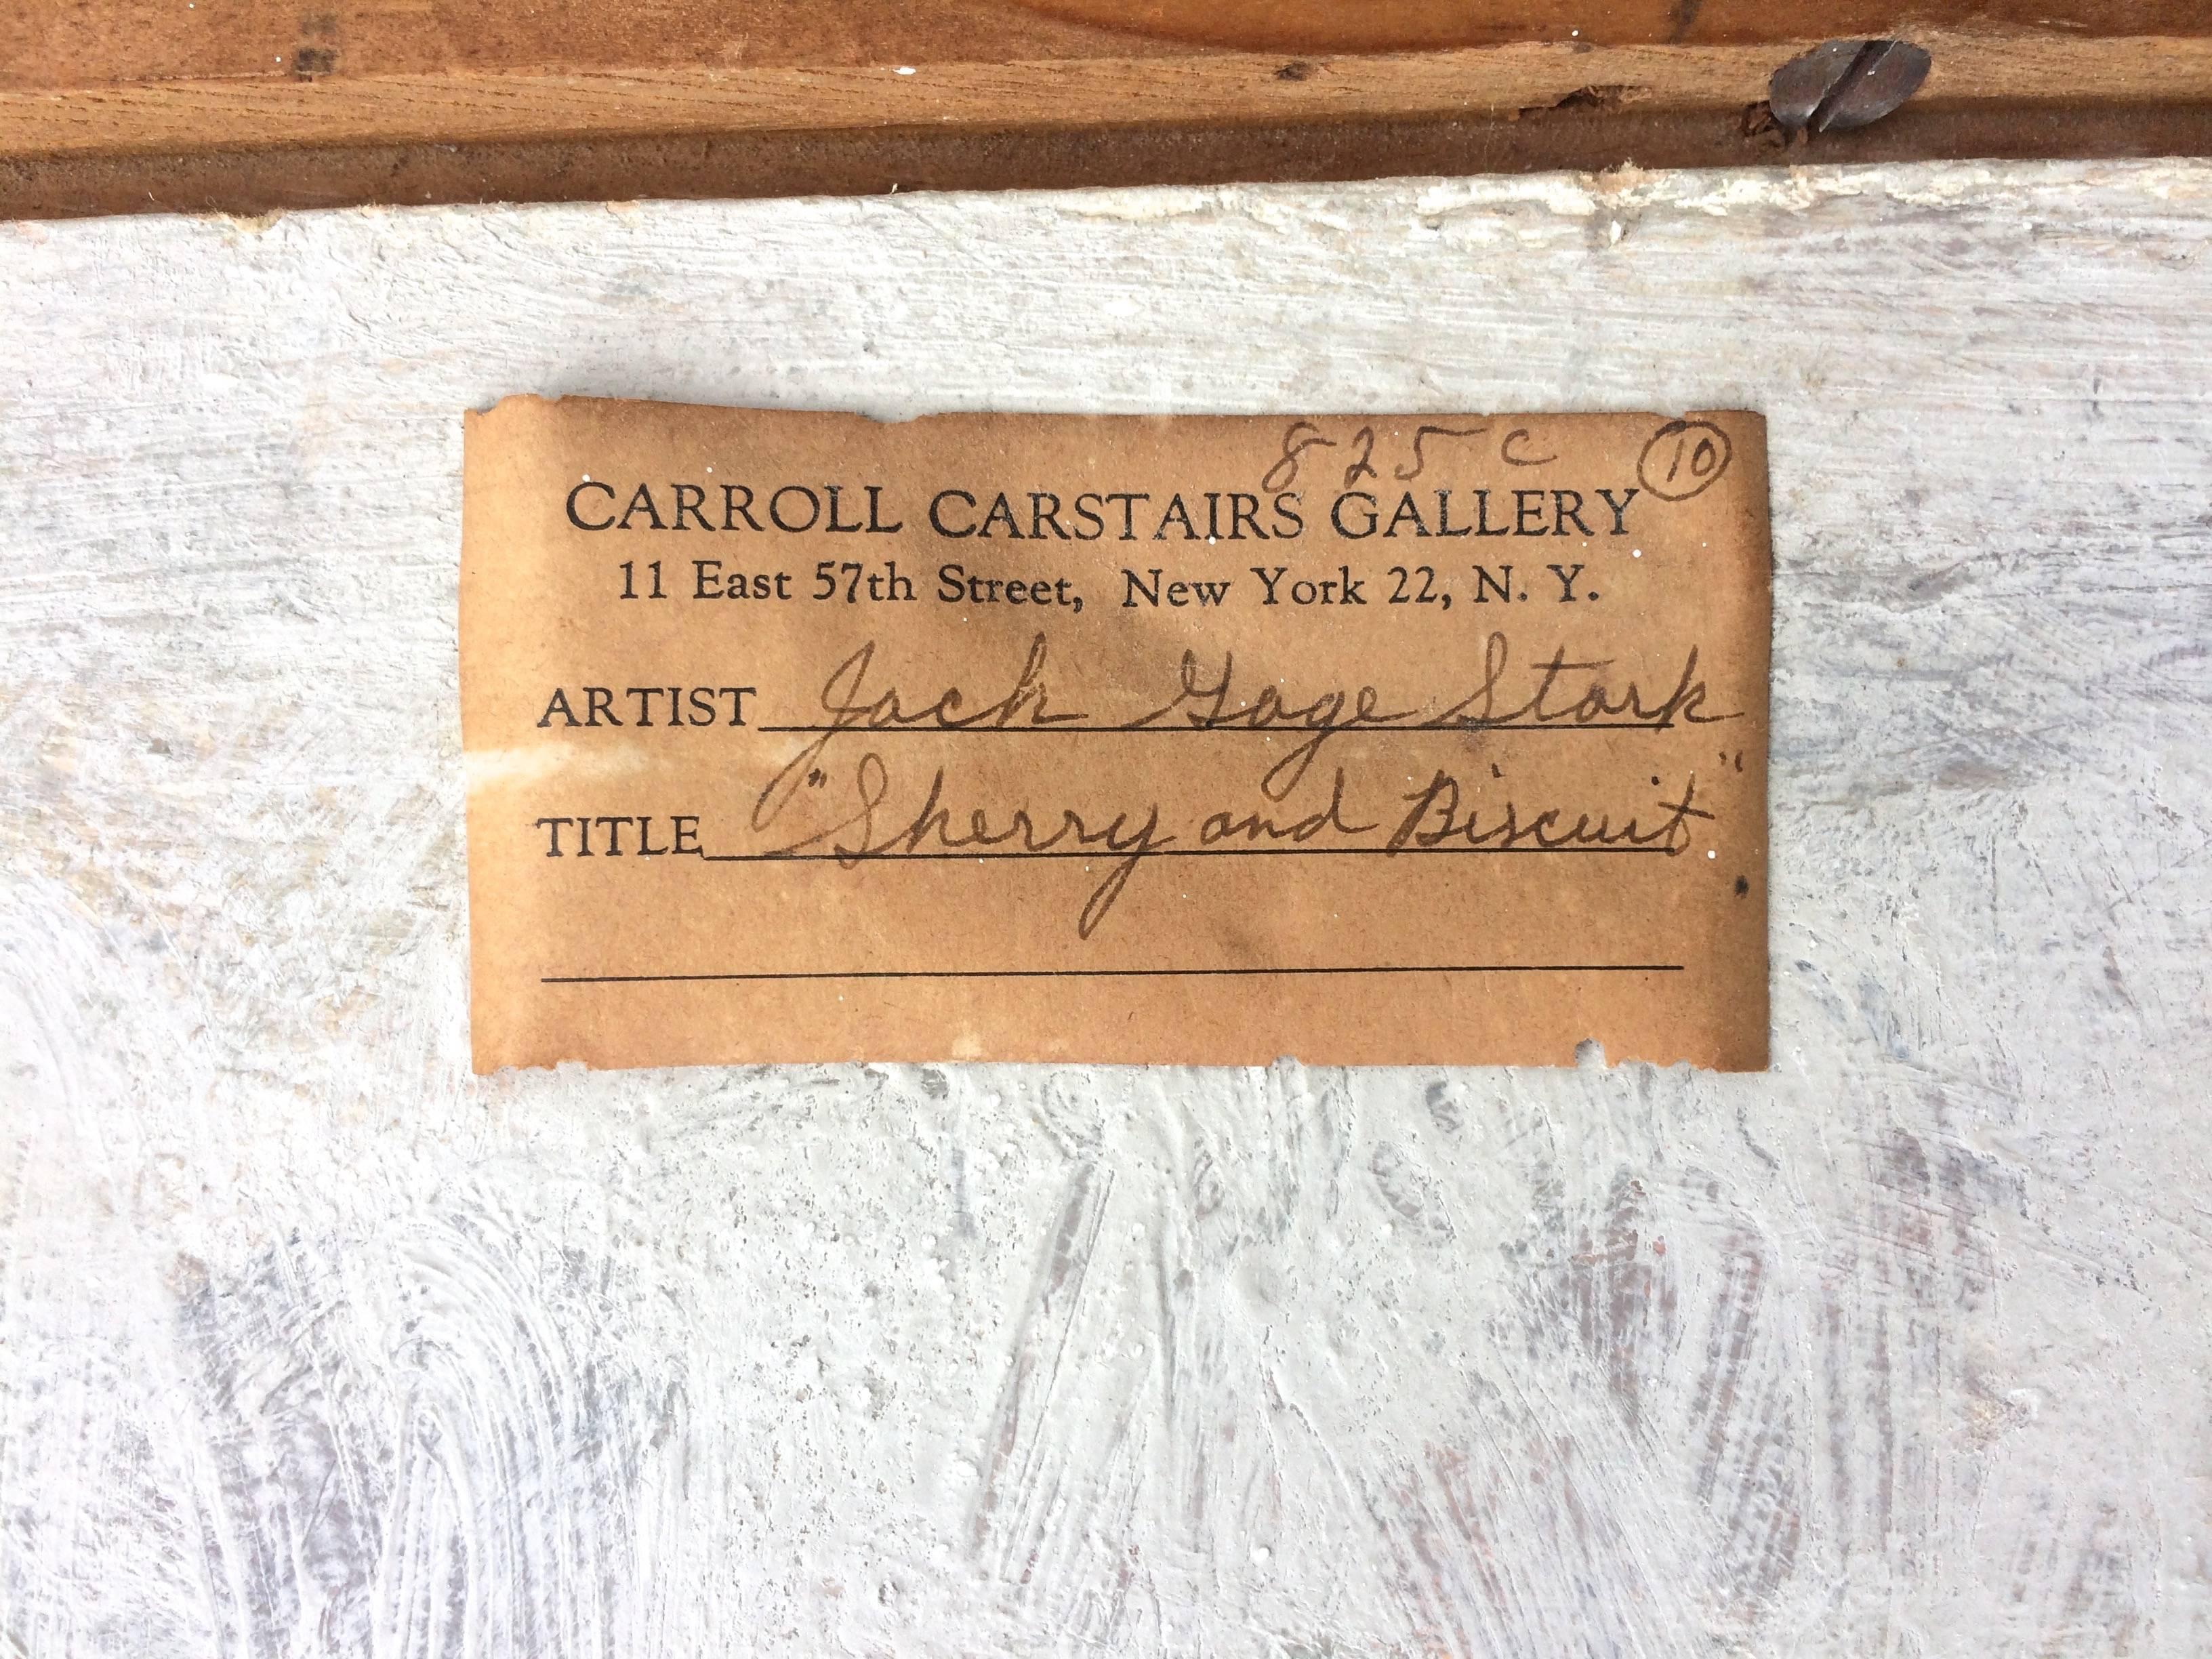 825 c 10
CARROLL CARSTAIRS GALLERY
11 East 57th Street, New York 22, N. Y.
ARTIST Jack Gage Stark
TITLE "Sherry and Biscuit"